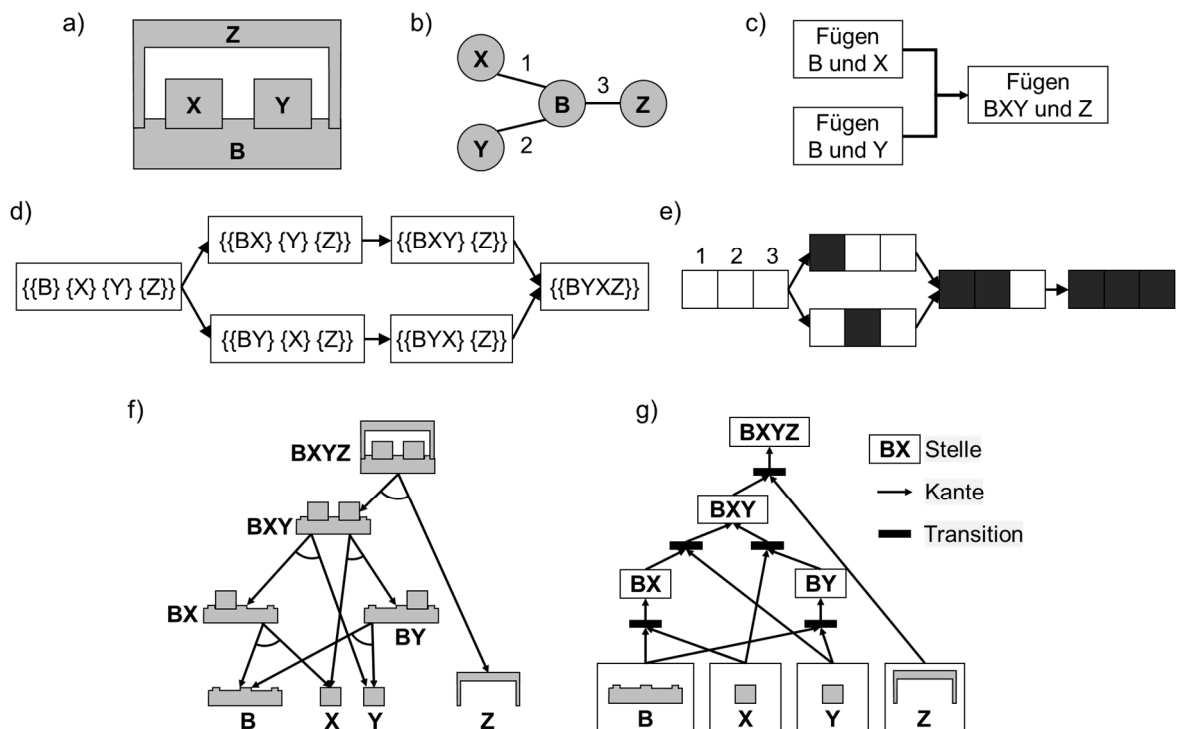 a)
Z
X Y
B
b)
X
1
B 3 Z
Y 2
c)
Fügen
B und X
Fügen
B und Y
Fügen
BXY und Z
d)
{{B} {X} {Y} {Z}}
{{BX} {Y} {Z}}
{{BXY} {Z}}
{{BY} {X} {Z}}
{{BYX} {Z}}
{{BYXZ}}
e)
1 2 3
f)
BXYZ
BXY
BX
BY
B X Y Z
g)
BXYZ
BXY
BX BY
B X Y Z
BX Stelle
Kante
Transition